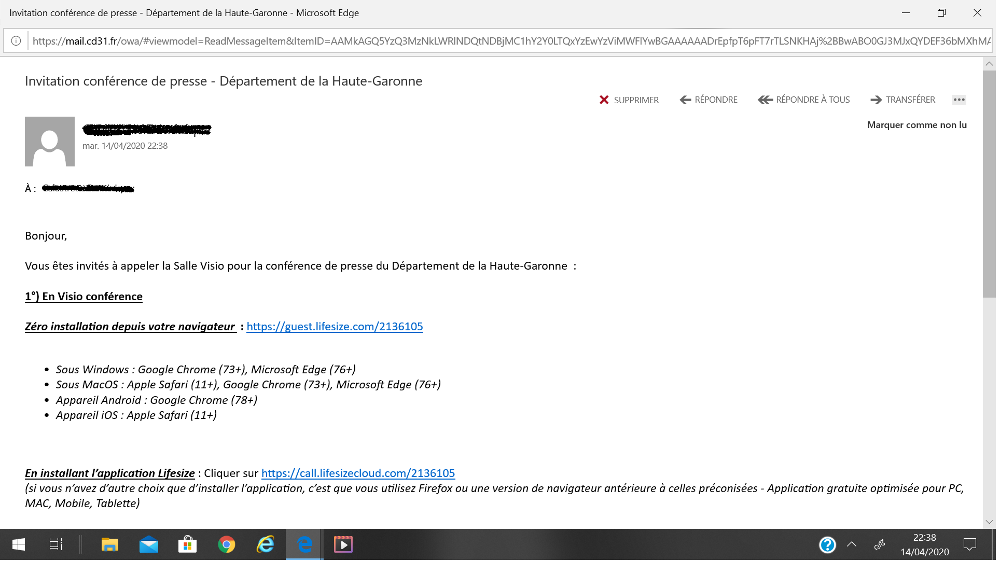 Invitation conférence de presse - Département de la Haute-Garonne - Microsoft Edge
https://mail.cd31.fr/owa/#viewmodel=ReadMessageItem&ItemID=AAMkAGQ5YzQ3MzNkLWRlNDQtNDBjMC1hY2Y0LTQxYzEwYzViMWFlYwBGAAAAAADrEpfpT6pFT7rTLSNKHAj%2BBwABO0GJ3MJxQYDEF36bMXhMA
Invitation conférence de presse - Département de la Haute-Garonne
SUPPRIMER RÉPONDRE RÉPONDRE À TOUS TRANSFÉRER
Marquer comme non lu
mar. 14/04/2020 22:38
À :
Bonjour,
Vous êtes invités à appeler la Salle Visio pour la conférence de presse du Département de la Haute-Garonne :
1°) En Visio conférence
Zéro installation depuis votre navigateur : https://guest.lifesize.com/2136105
• Sous Windows : Google Chrome (73+), Microsoft Edge (76+)
• Sous MacOS : Apple Safari (11+), Google Chrome (73+), Microsoft Edge (76+)
• Appareil Android : Google Chrome (78+)
• Appareil iOS : Apple Safari (11+)
En installant l’application Lifesize : Cliquer sur https://call.lifesizecloud.com/2136105
(si vous n’avez d’autre choix que d’installer l’application, c’est que vous utilisez Firefox ou une version de navigateur antérieure à celles préconisées - Application gratuite optimisée pour PC,
MAC, Mobile, Tablette)
22:38
14/04/2020